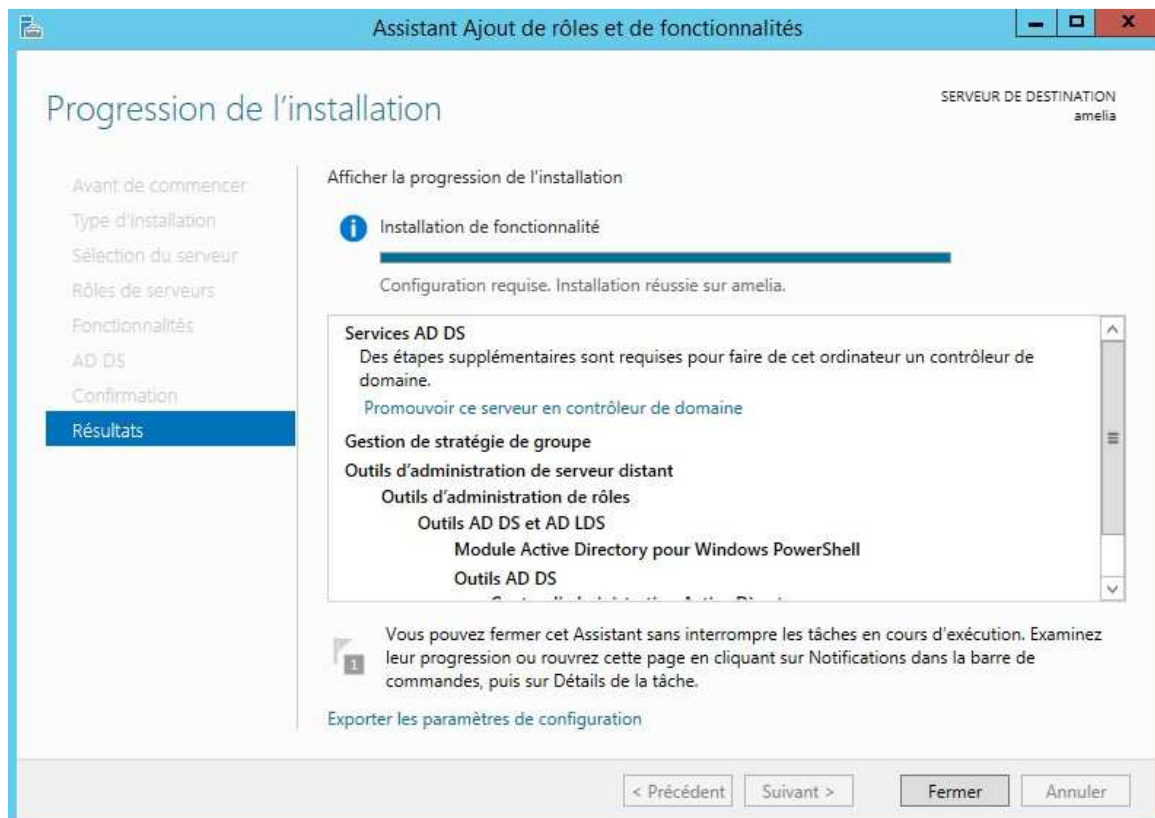 Assistant Ajout de rôles et de fonctionnalités
Progression de l'installation
SERVEUR DE DESTINATION
amelia
Avant de commencer
Type d'installation
Sélection du serveur
Rôles de serveurs
Fonctionnalités
AD DS
Confirmation
Résultats
Afficher la progression de l'installation
Installation de fonctionnalité
Configuration requise. Installation réussie sur amelia.
Services AD DS
Des étapes supplémentaires sont requises pour faire de cet ordinateur un contrôleur de
domaine.
Promouvoir ce serveur en contrôleur de domaine
Gestion de stratégie de groupe
Outils d'administration de serveur distant
Outils d'administration de rôles
Outils AD DS et AD LDS
Module Active Directory pour Windows PowerShell
Outils AD DS
1
Vous pouvez fermer cet Assistant sans interrompre les tâches en cours d'exécution. Examinez
leur progression ou rouvrez cette page en cliquant sur Notifications dans la barre de
commandes, puis sur Détails de la tâche.
Exporter les paramètres de configuration
< Précédent
Suivant >
Fermer
Annuler